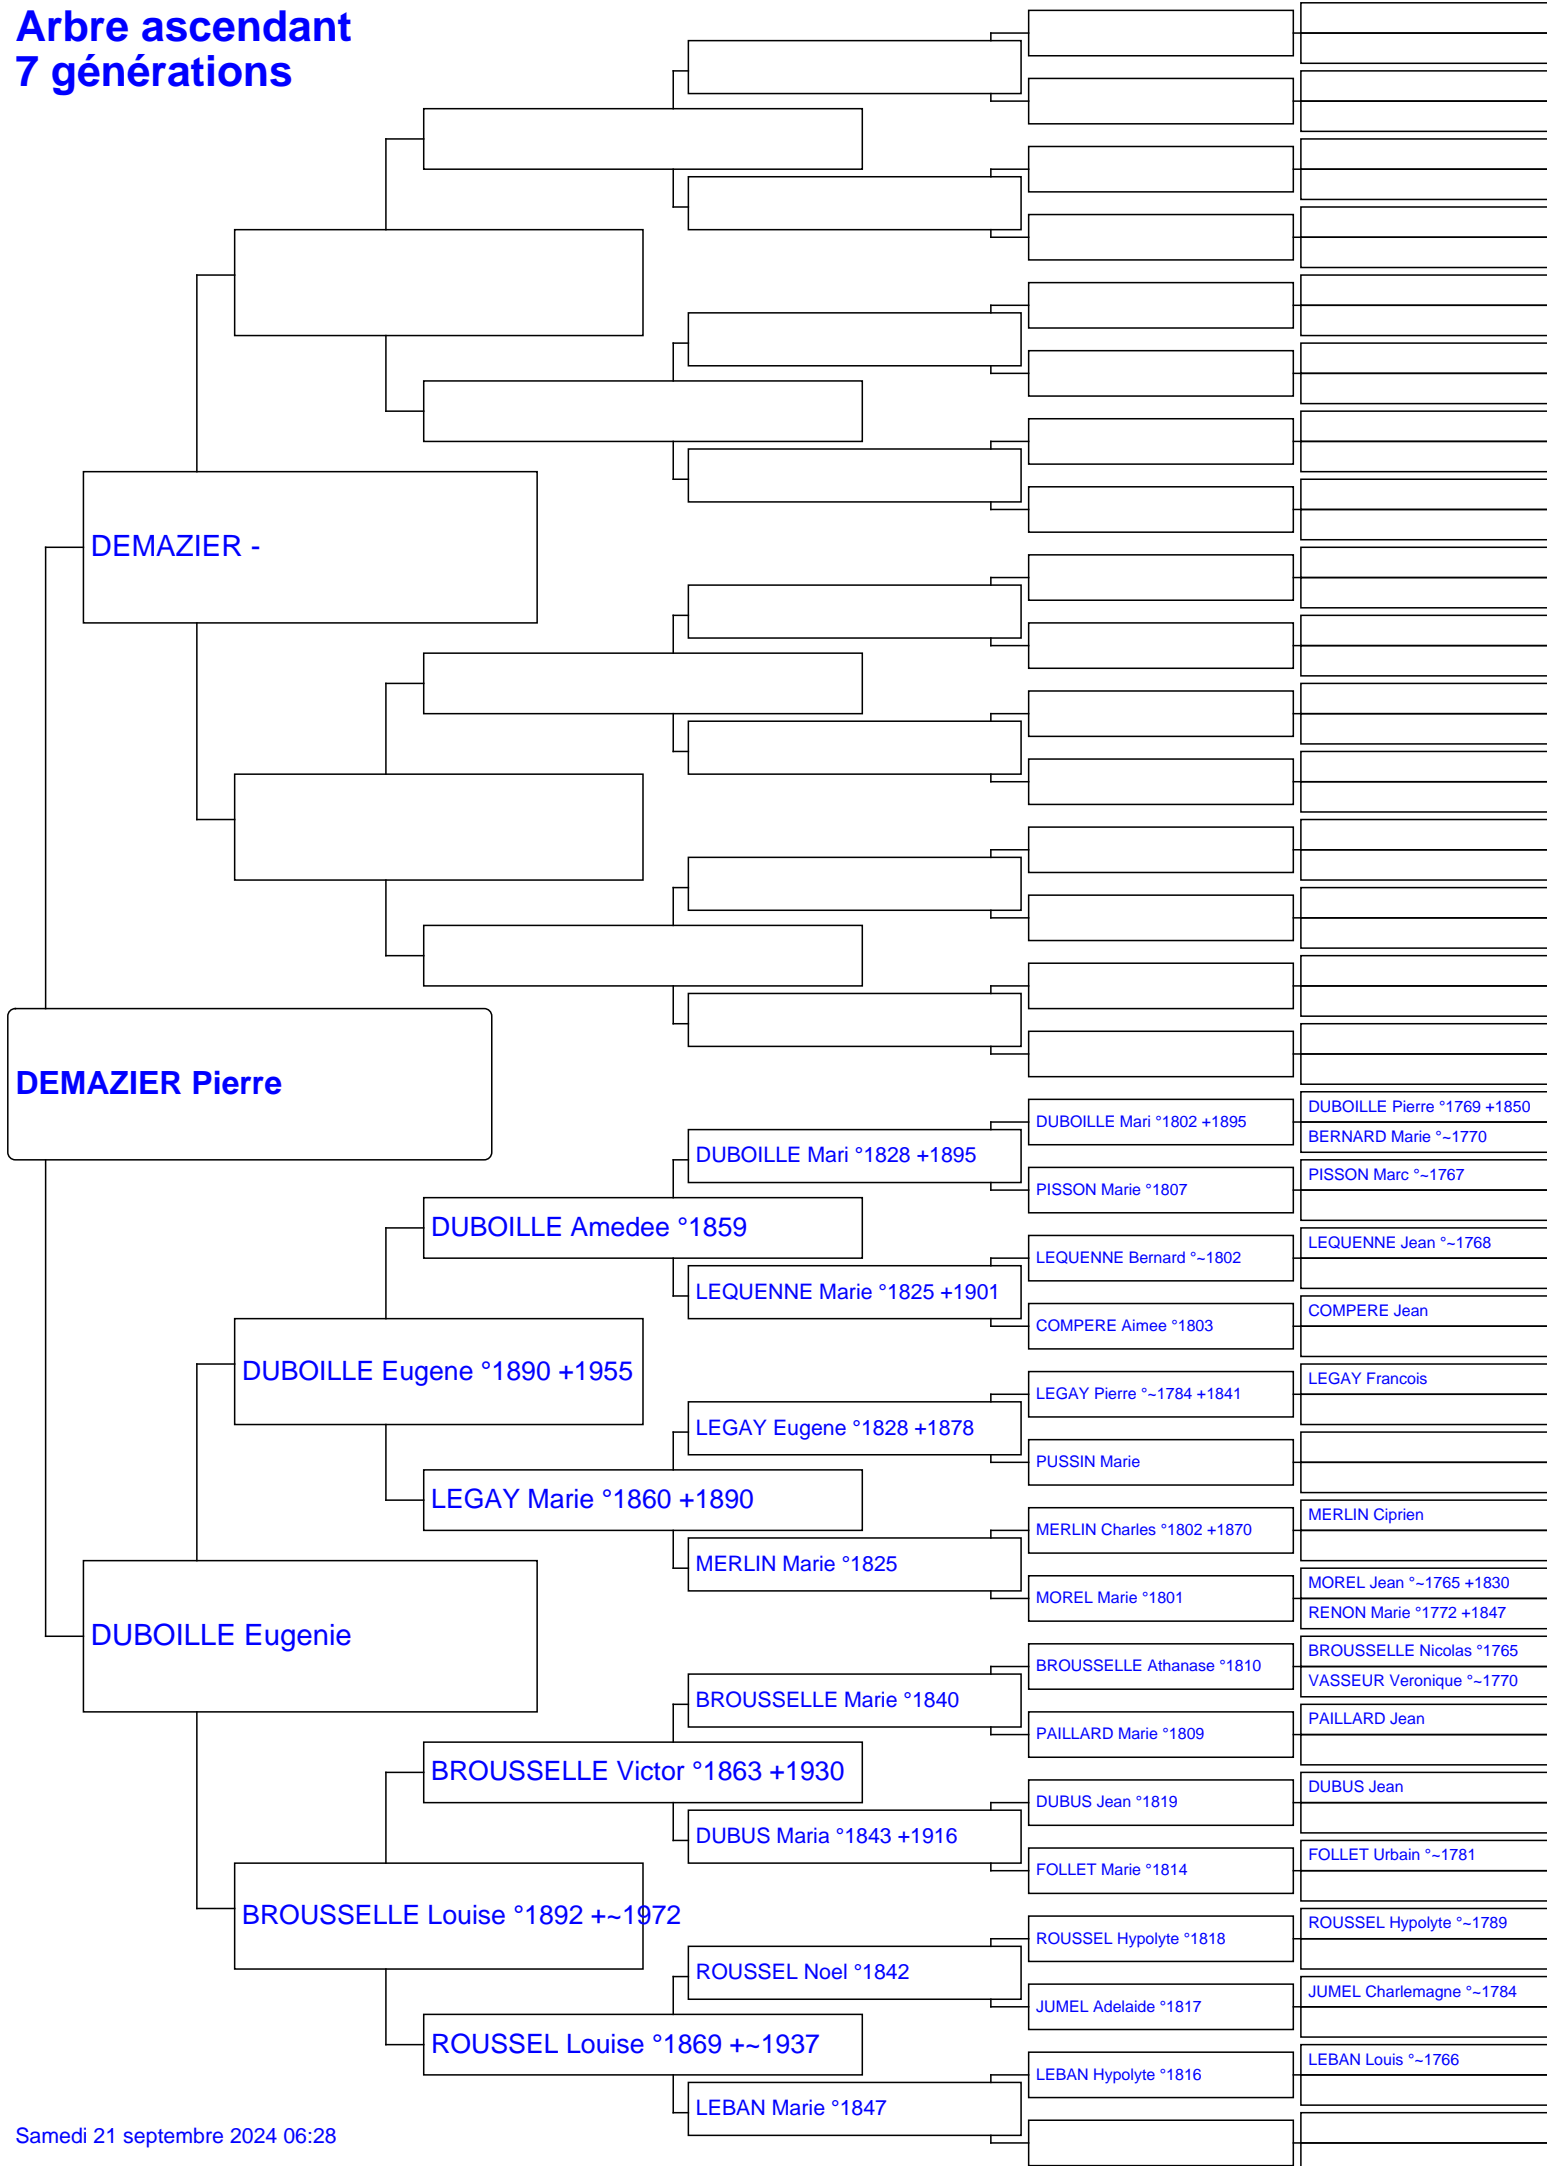 Arbre ascendant
7 générations
DEMAZIER -
DEMAZIER Pierre
DUBOILLE Mari °1802 +1895
DUBOILLE Pierre °1769 +1850
BERNARD Marie °~1770
DUBOILLE Mari °1828 +1895
PISSON Marie °1807
PISSON Marc °~1767
DUBOILLE Amedee °1859
LEQUENNE Bernard °~1802
LEQUENNE Jean °~1768
LEQUENNE Marie °1825 +1901
COMPERE Aimee °1803
COMPERE Jean
DUBOILLE Eugene °1890 +1955
LEGAY Pierre °~1784 +1841
LEGAY Francois
LEGAY Eugene °1828 +1878
PUSSIN Marie
LEGAY Marie °1860 +1890
MERLIN Charles °1802 +1870
MERLIN Ciprien
MERLIN Marie °1825
MOREL Marie °1801
MOREL Jean °~1765 +1830
RENON Marie °1772 +1847
DUBOILLE Eugenie
BROUSSELLE Athanase °1810
BROUSSELLE Nicolas °1765
VASSEUR Veronique °~1770
BROUSSELLE Marie °1840
PAILLARD Marie °1809
PAILLARD Jean
BROUSSELLE Victor °1863 +1930
DUBUS Jean °1819
DUBUS Jean
DUBUS Maria °1843 +1916
FOLLET Marie °1814
FOLLET Urbain °~1781
BROUSSELLE Louise °1892 +~1972
ROUSSEL Hypolyte °1818
ROUSSEL Hypolyte °~1789
ROUSSEL Noel °1842
JUMEL Adelaide °1817
JUMEL Charlemagne °~1784
ROUSSEL Louise °1869 +~1937
LEBAN Hypolyte °1816
LEBAN Louis °~1766
LEBAN Marie °1847
Samedi 21 septembre 2024 06:28